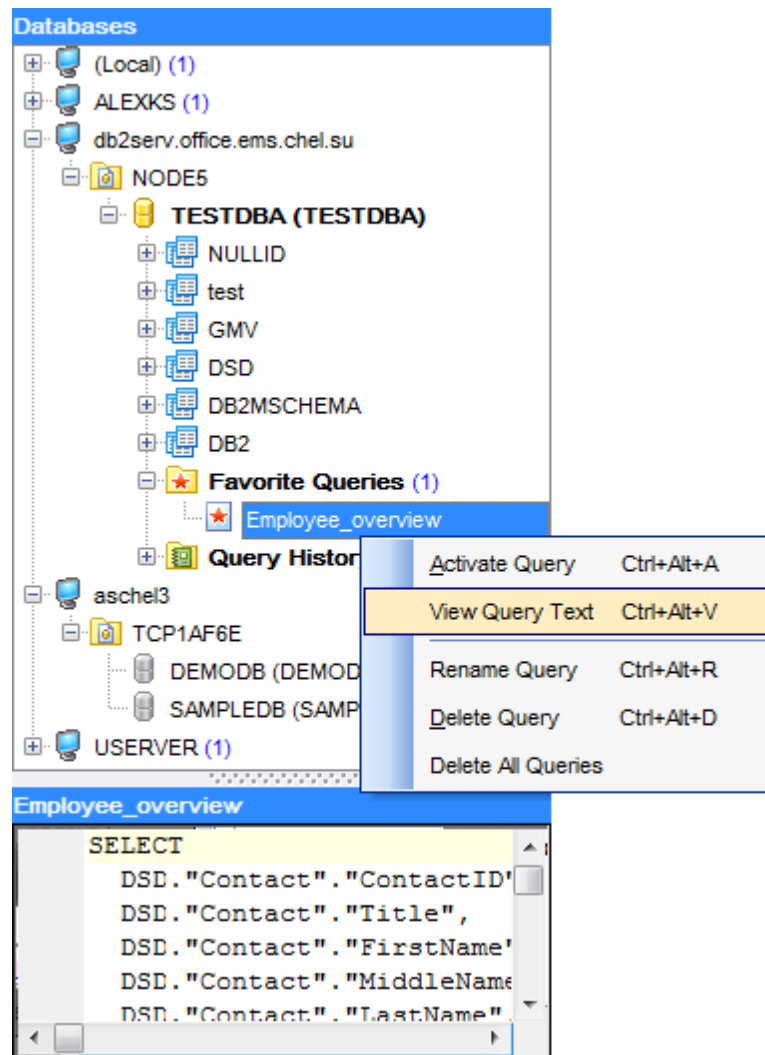 Databases
(Local) (1)
ALEXKS (1)
db2serv.office.ems.chel.su
NODE5
TESTDBA (TESTDBA)
NULLID
test
GMV
DSD
DB2MSCHEMA
DB2
Favorite Queries (1)
Employee_overview
Query Histor
Activate Query Ctrl+Alt+A
View Query Text Ctrl+Alt+V
Rename Query Ctrl+Alt+R
Delete Query Ctrl+Alt+D
Delete All Queries
aschel3
TCP1AF6E
DEMODB (DEMOD
SAMPLEDB (SAMP
USERVER (1)
Employee_overview
SELECT
DSD."Contact"."ContactID"
DSD."Contact"."Title",
DSD."Contact"."FirstName"
DSD."Contact"."MiddleName
DSD."Contact"."LastName",